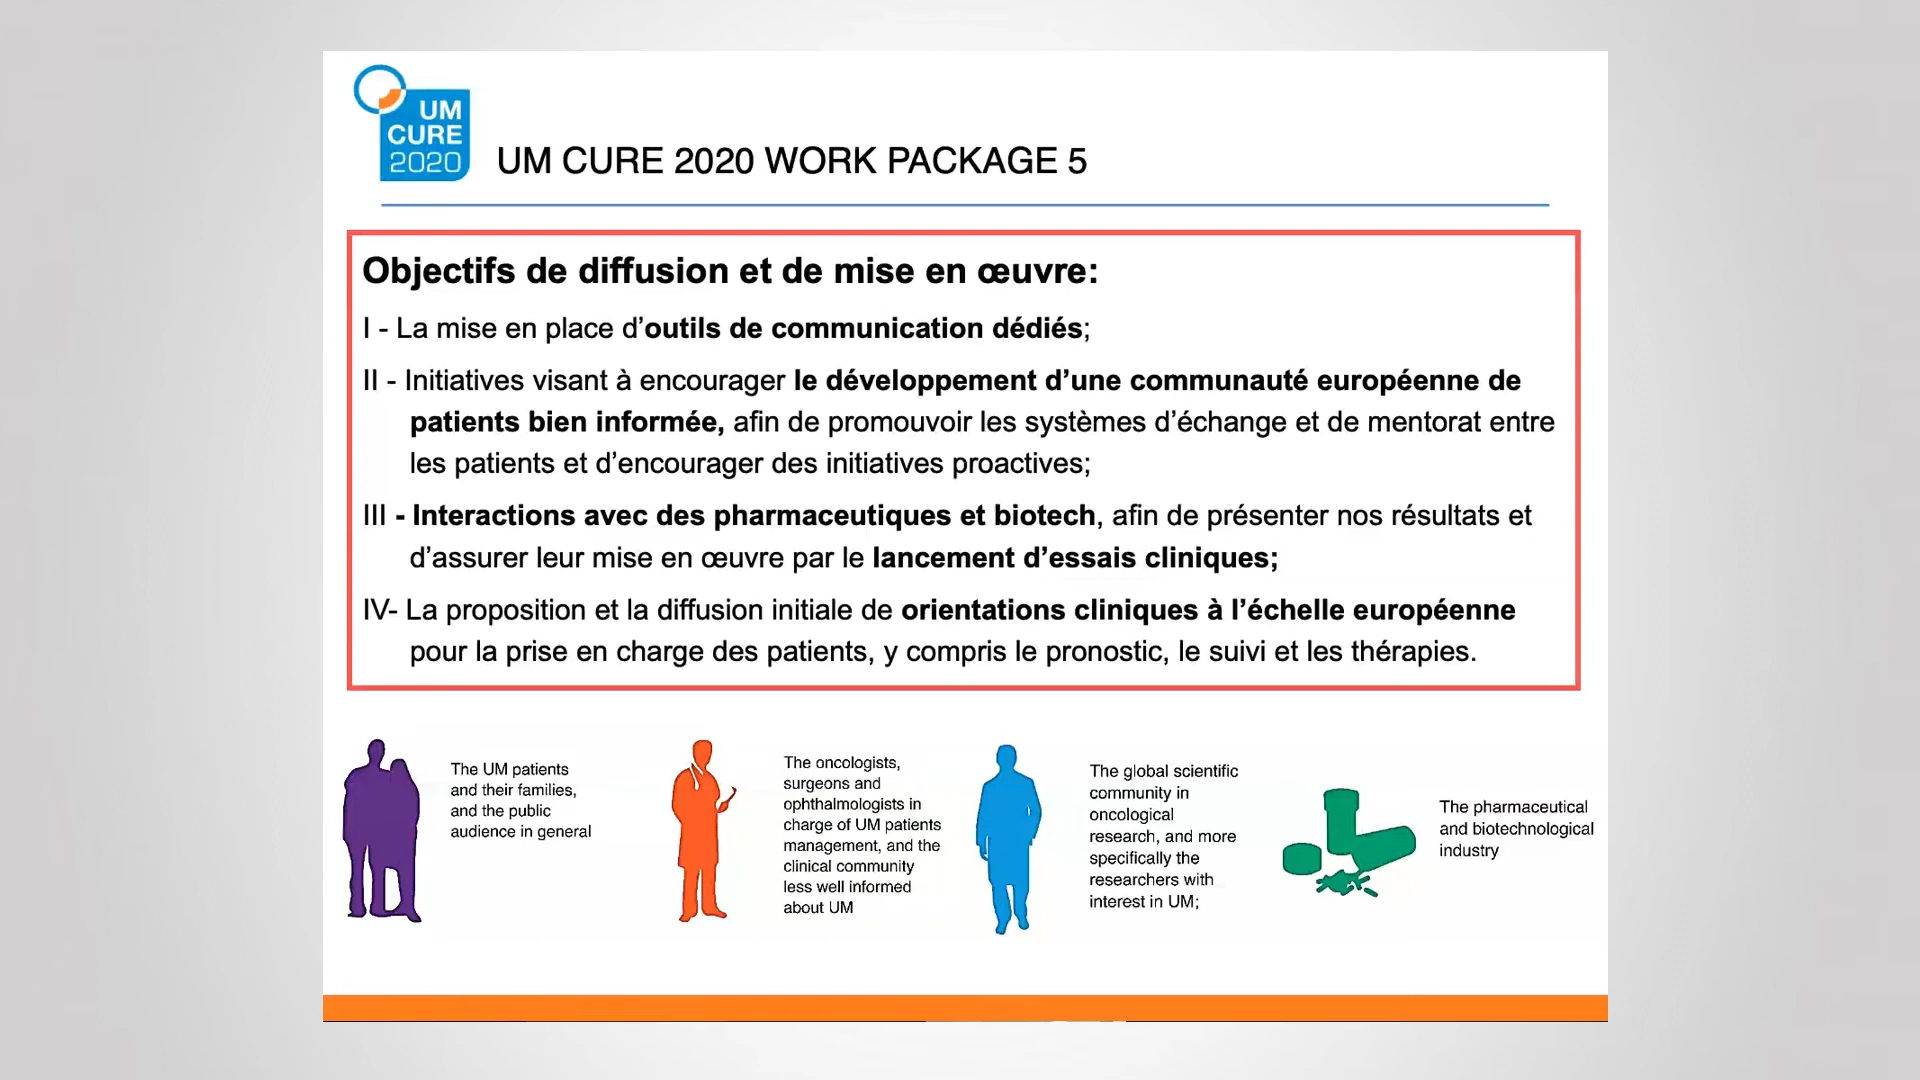 UM
CURE
2020
UM CURE 2020 WORK PACKAGE 5
Objectifs de diffusion et de mise en œuvre:
I - La mise en place d’outils de communication dédiés;
II - Initiatives visant à encourager le développement d’une communauté européenne de
patients bien informée, afin de promouvoir les systèmes d’échange et de mentorat entre
les patients et d’encourager des initiatives proactives;
III - Interactions avec des pharmaceutiques et biotech, afin de présenter nos résultats et
d’assurer leur mise en œuvre par le lancement d’essais cliniques;
IV- La proposition et la diffusion initiale de orientations cliniques à l’échelle européenne
pour la prise en charge des patients, y compris le pronostic, le suivi et les thérapies.
The UM patients
and their families,
and the public
audience in general
The oncologists,
surgeons and
ophthalmologists in
charge of UM patients
management, and the
clinical community
less well informed
about UM
The global scientific
community in
oncological
research, and more
specifically the
researchers with
interest in UM;
The pharmaceutical
and biotechnological
industry